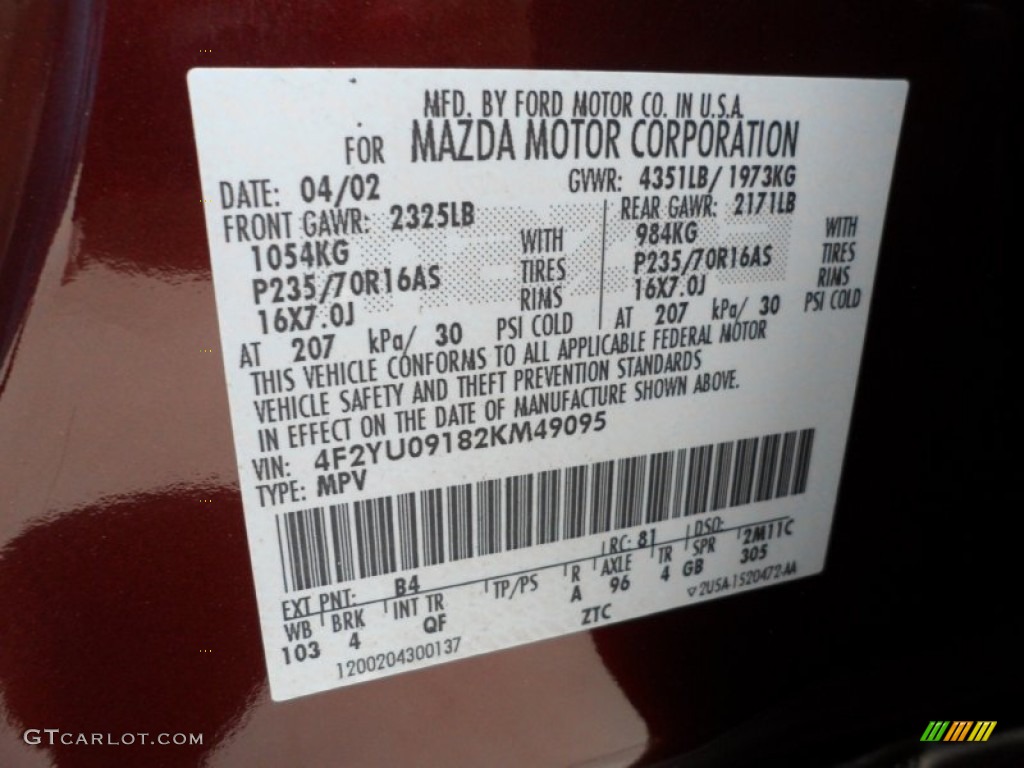 MFD. BY FORD MOTOR CO. IN U.S.A.
FOR MAZDA MOTOR CORPORATION
DATE: 04/02 GVWR: 4351LB/ 1973KG
FRONT GAWR: 2325LB REAR GAWR: 2171LB
1054KG WITH 984KG WITH
P235/70R16AS TIRES P235/70R16AS TIRES
16X7.0J RIMS 16X7.0J RIMS
AT 207 kPa/ 30 PSI COLD AT 207 kPa/ 30 PSI COLD
THIS VEHICLE CONFORMS TO ALL APPLICABLE FEDERAL MOTOR
VEHICLE SAFETY AND THEFT PREVENTION STANDARDS
IN EFFECT ON THE DATE OF MANUFACTURE SHOWN ABOVE.
VIN: 4F2YU09182KM49095
TYPE: MPV
EXT PNT: B4 RC: 81 DSO:
WB BRK INT TR TP/PS R AXLE TR SPR 2M11C
103 4 QF A 96 4 GB 305
ZTC
1200204300137 2USA-1520472-AA
GTCARLOT.COM